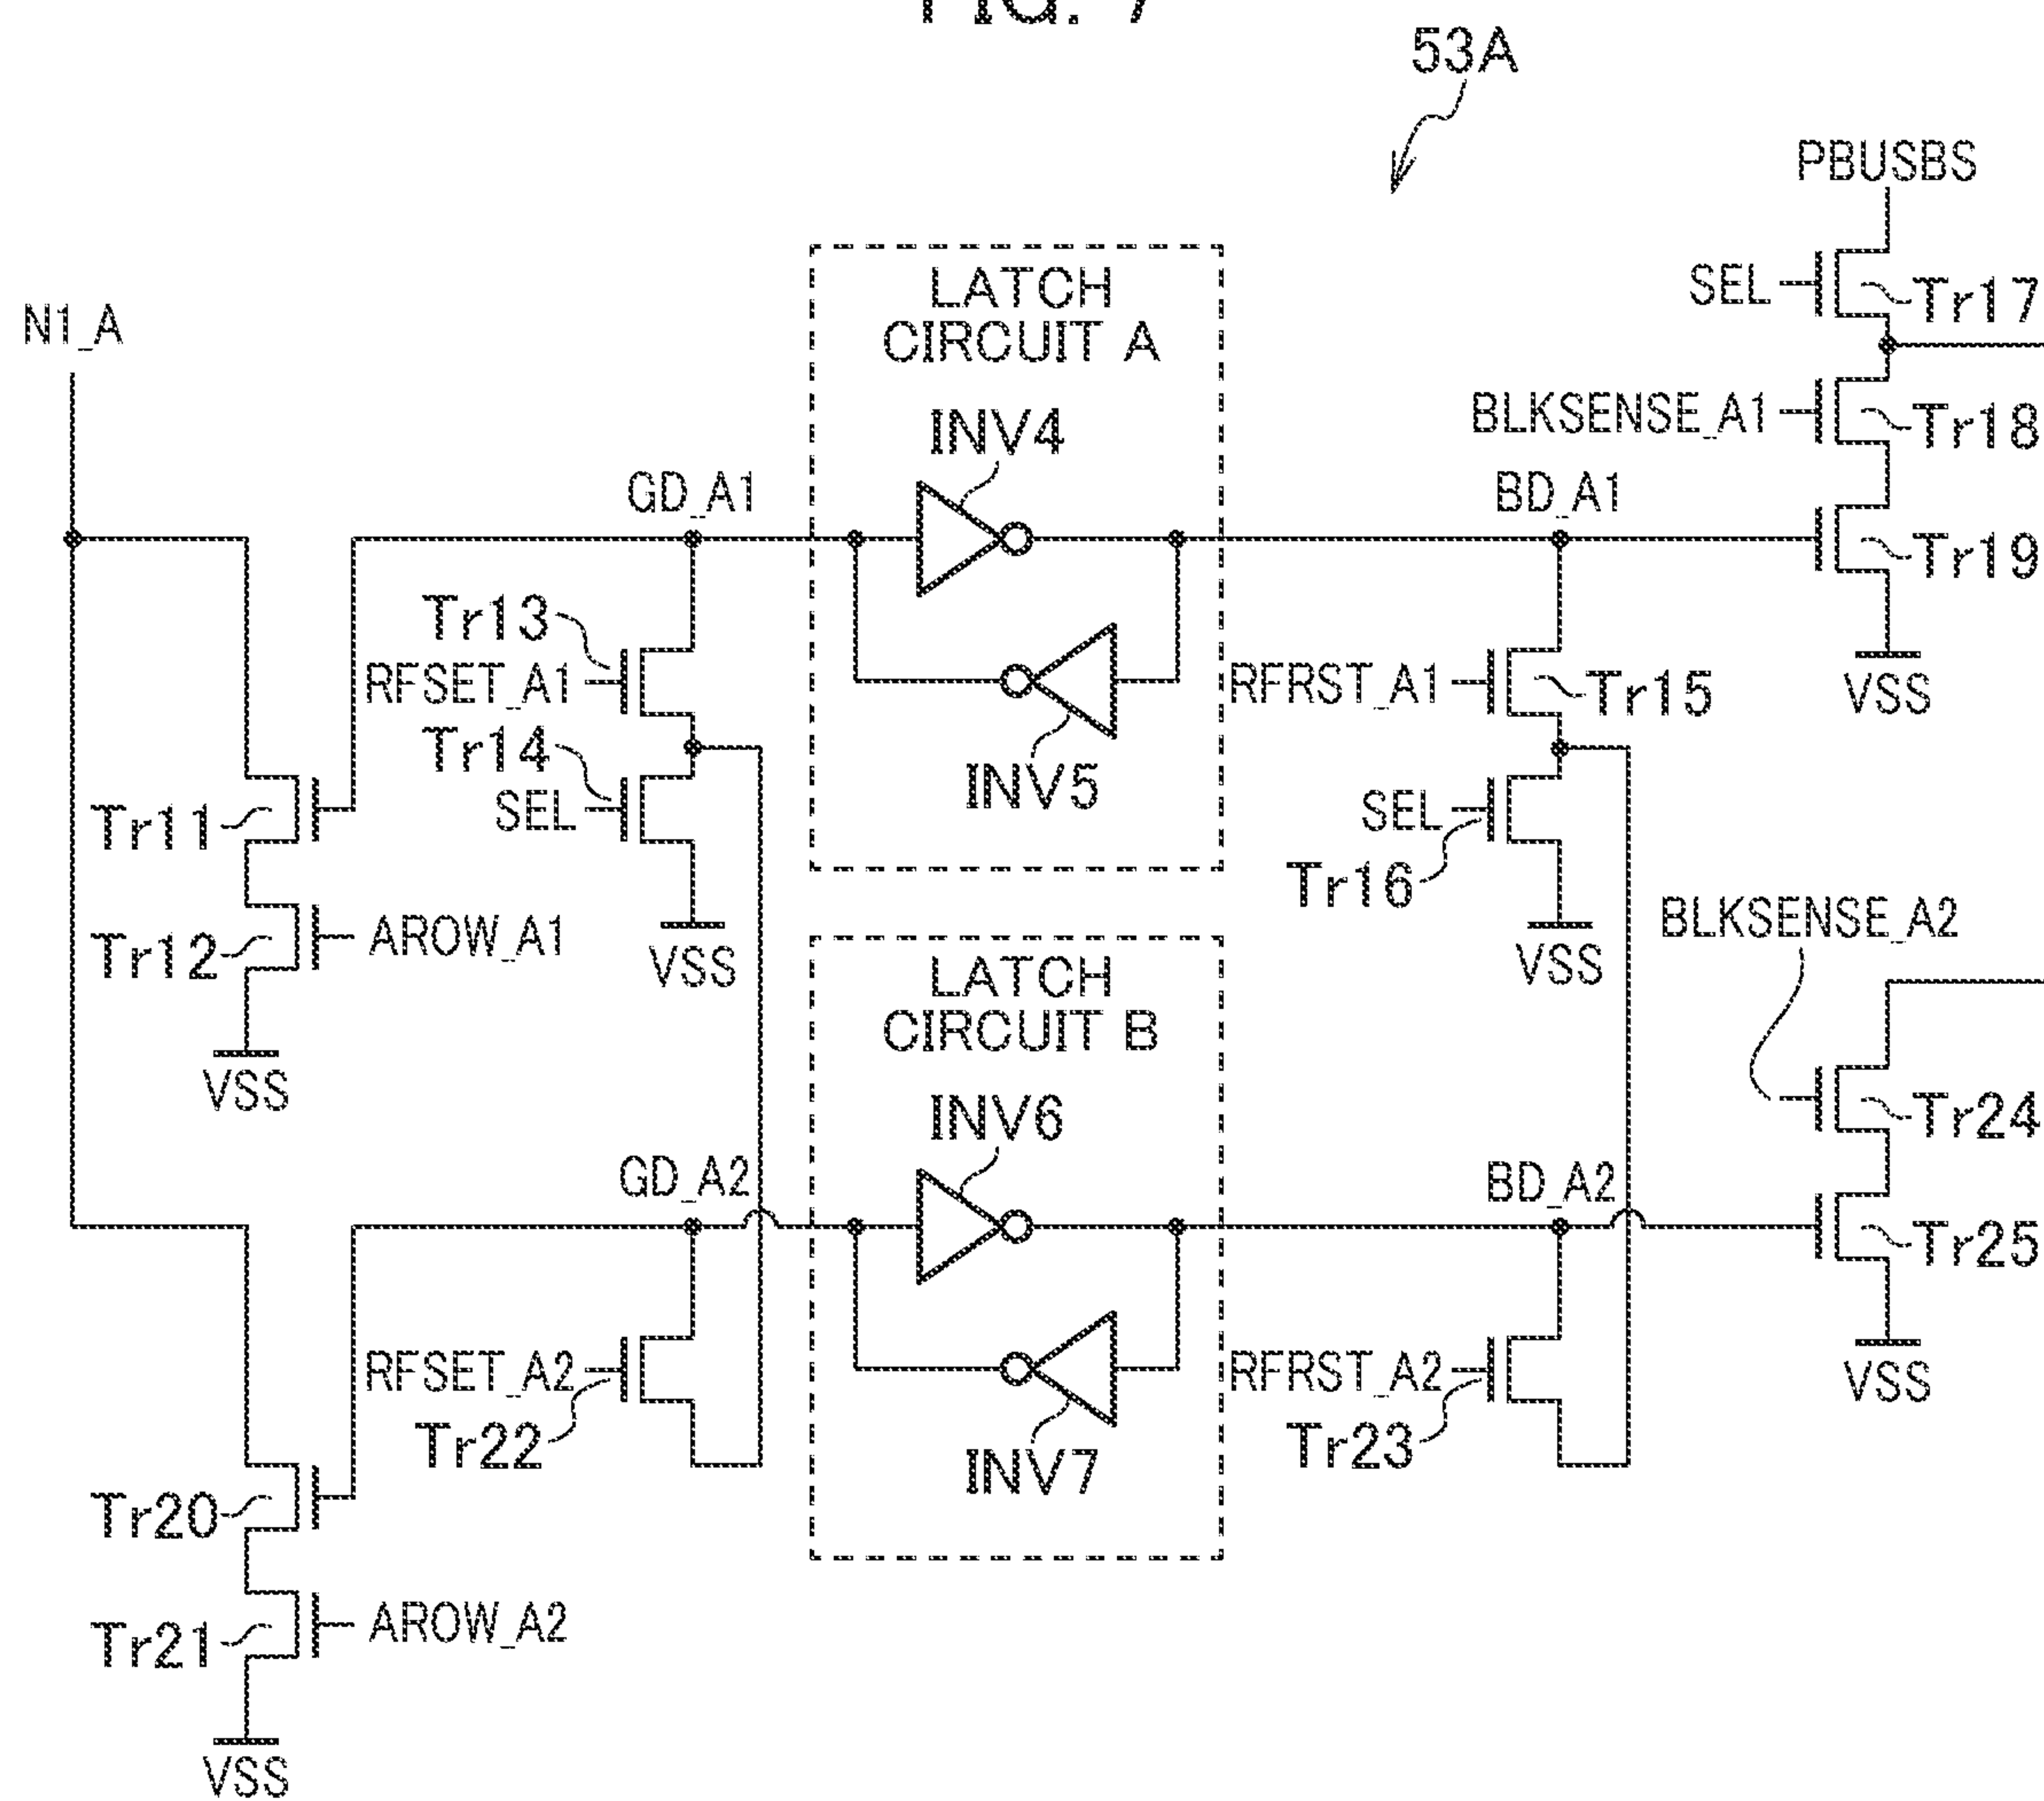 FIG. 7
53A
PBUSBS
SEL
Tr17
N1_A
LATCH
CIRCUIT A
BLKSENSE_A1
Tr18
INV4
GD_A1
BD_A1
Tr19
Tr13
RFSET_A1
RFRST_A1
Tr15
VSS
Tr14
SEL
INV5
SEL
Tr16
Tr11
Tr12
AROW_A1
VSS
VSS
BLKSENSE_A2
LATCH
CIRCUIT B
VSS
INV6
Tr24
GD_A2
BD_A2
Tr25
RFSET_A2
Tr22
RFRST_A2
Tr23
VSS
INV7
Tr20
Tr21
AROW_A2
VSS